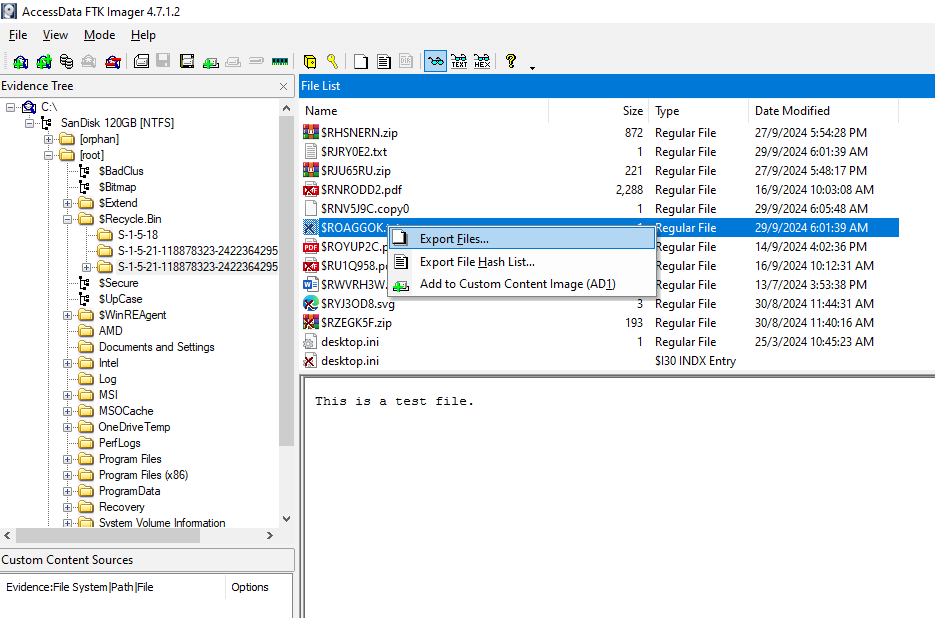 AccessData FTK Imager 4.7.1.2
File View Mode Help
TEXT HEX
Evidence Tree
C:\
SanDisk 120GB [NTFS]
[orphan]
[root]
$BadClus
$Bitmap
$Extend
$Recycle.Bin
S-1-5-18
S-1-5-21-118878323-2422364295
S-1-5-21-118878323-2422364295
$Secure
$UpCase
$WinREAgent
AMD
Documents and Settings
Intel
Log
MSI
MSOCache
OneDriveTemp
PerfLogs
Program Files
Program Files (x86)
ProgramData
Recovery
System Volume Information
Custom Content Sources
Evidence:File System|Path|File Options
File List
Name Size Type Date Modified
$RHSNERN.zip 872 Regular File 27/9/2024 5:54:28 PM
$RJRY0E2.txt 1 Regular File 29/9/2024 6:01:39 AM
$RJU65RU.zip 221 Regular File 27/9/2024 5:48:17 PM
$RNRODD2.pdf 2,288 Regular File 16/9/2024 10:03:08 AM
$RNV5J9C.copy0 1 Regular File 29/9/2024 6:05:48 AM
$ROAGGOK. 1 Regular File 29/9/2024 6:01:39 AM
$ROYUP2C.p Regular File 14/9/2024 4:02:36 PM
$RU1Q958.p Regular File 16/9/2024 10:12:31 AM
$RWVRH3W. Regular File 13/7/2024 3:53:38 PM
$RYJ3OD8.svg 3 Regular File 30/8/2024 11:44:31 AM
$RZEGK5F.zip 193 Regular File 30/8/2024 11:40:16 AM
desktop.ini 1 Regular File 25/3/2024 10:45:23 AM
desktop.ini $I30 INDX Entry
Export Files...
Export File Hash List...
Add to Custom Content Image (AD1)
This is a test file.